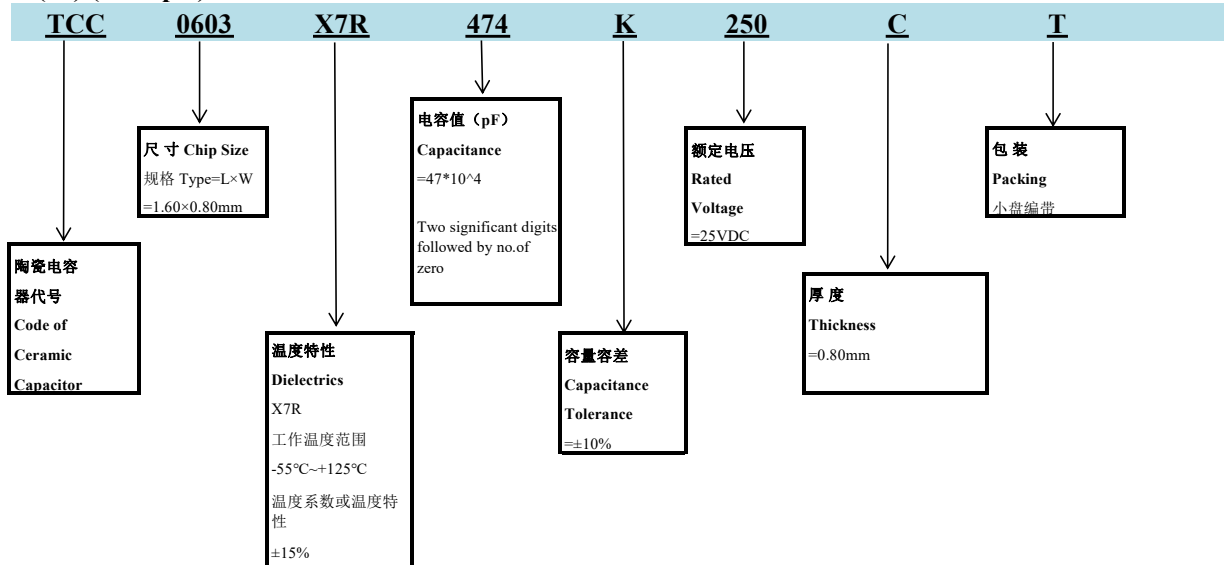 TCC 0603 X7R 474 K 250 C T
尺 寸 Chip Size
规格 Type=L×W
=1.60×0.80mm
电容值（pF）
Capacitance
=47*10^4
Two significant digits
followed by no.of
zero
额定电压
Rated
Voltage
=25VDC
包 装
Packing
小盘编带
陶瓷电容
器代号
Code of
Ceramic
Capacitor
温度特性
Dielectrics
X7R
工作温度范围
-55℃~+125℃
温度系数或温度特
性
±15%
容量容差
Capacitance
Tolerance
=±10%
厚 度
Thickness
=0.80mm